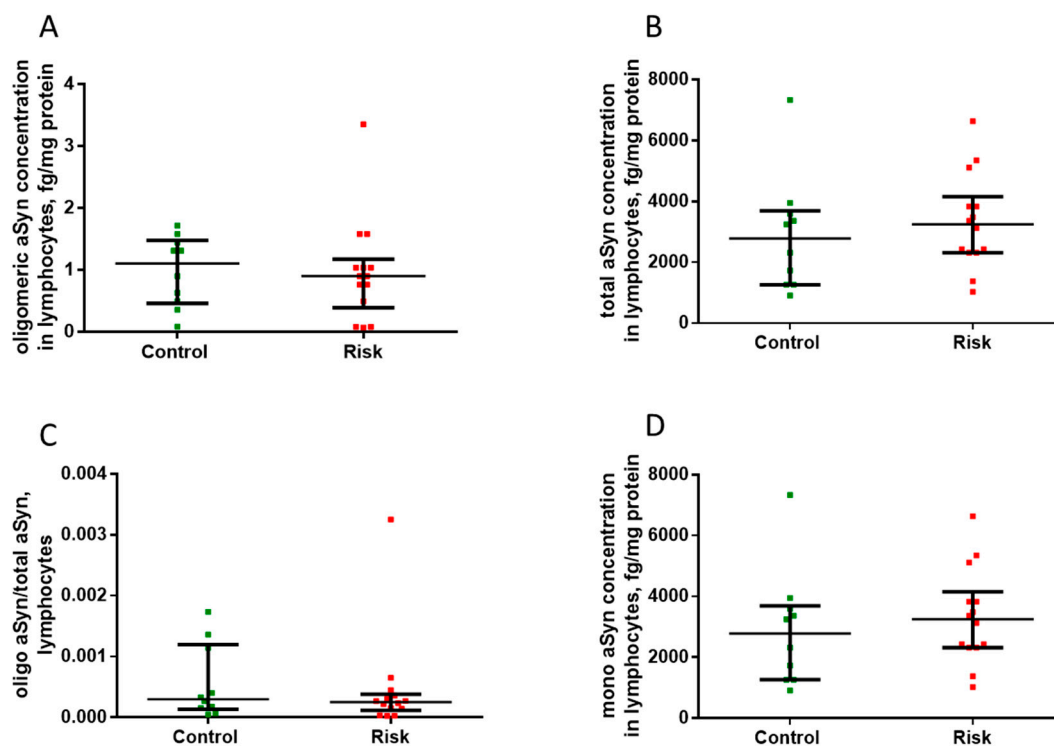 A
oligomeric aSyn concentration
in lymphocytes, fg/mg protein
4
3
2
1
0
Control
Risk
B
total aSyn concentration
in lymphocytes, fg/mg protein
8000
6000
4000
2000
0
Control
Risk
C
oligo aSyn/total aSyn,
lymphocytes
0.004
0.003
0.002
0.001
0.000
Control
Risk
D
mono aSyn concentration
in lymphocytes, fg/mg protein
8000
6000
4000
2000
0
Control
Risk